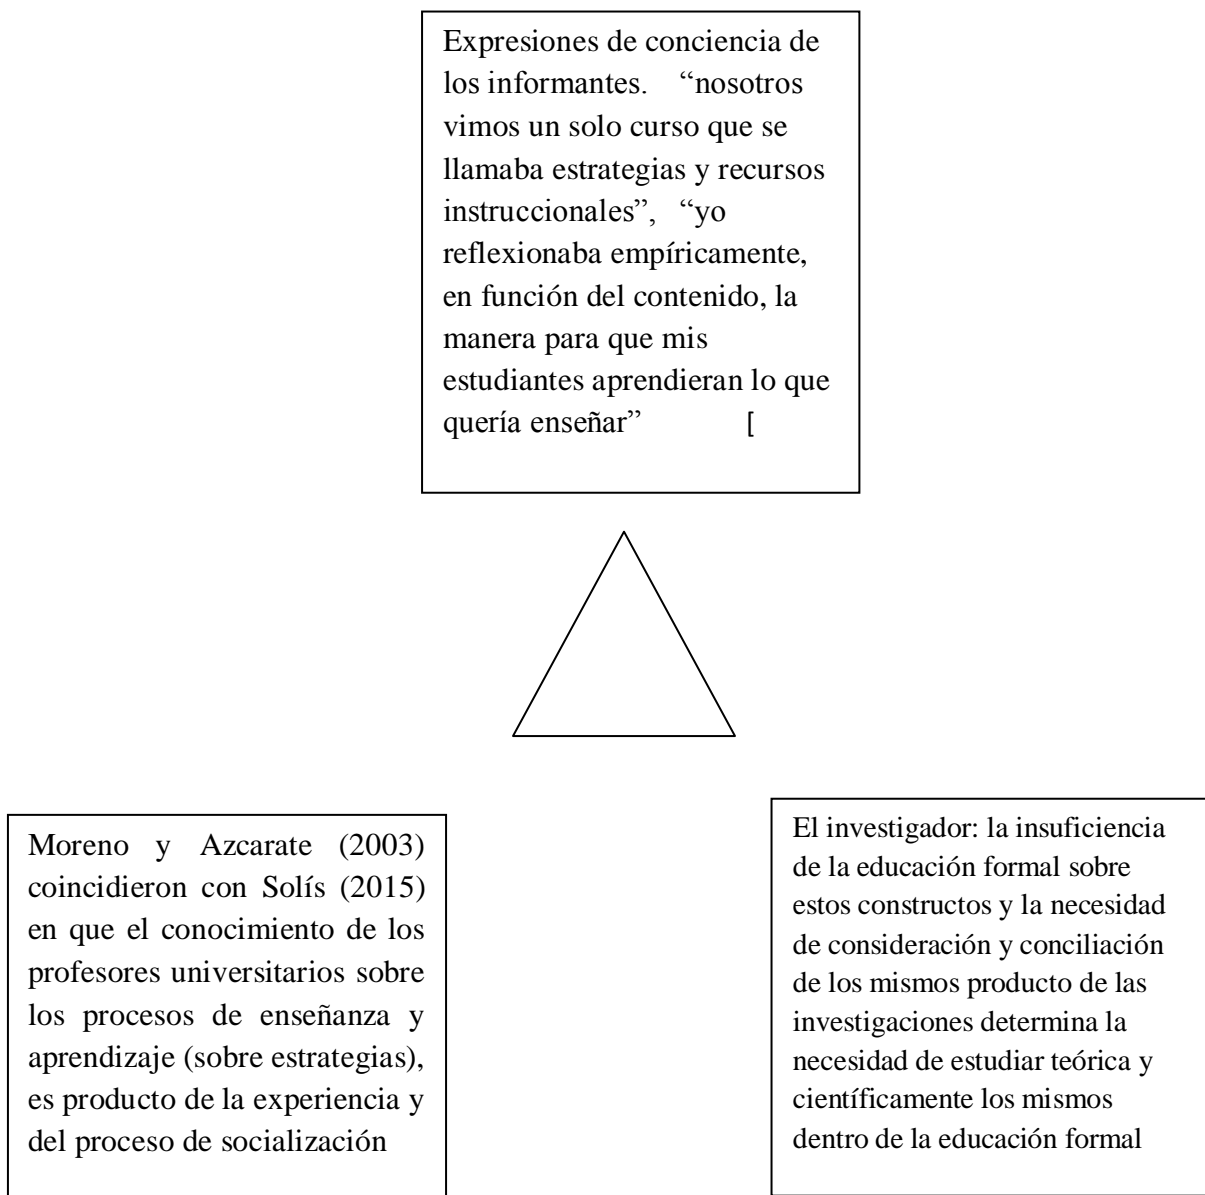 Expresiones de conciencia de
los informantes. “nosotros
vimos un solo curso que se
llamaba estrategias y recursos
instruccionales”, “yo
reflexionaba empíricamente,
en función del contenido, la
manera para que mis
estudiantes aprendieran lo que
quería enseñar” [
Moreno y Azcarate (2003)
coincidieron con Solís (2015)
en que el conocimiento de los
profesores universitarios sobre
los procesos de enseñanza y
aprendizaje (sobre estrategias),
es producto de la experiencia y
del proceso de socialización
El investigador: la insuficiencia
de la educación formal sobre
estos constructos y la necesidad
de consideración y conciliación
de los mismos producto de las
investigaciones determina la
necesidad de estudiar teórica y
científicamente los mismos
dentro de la educación formal